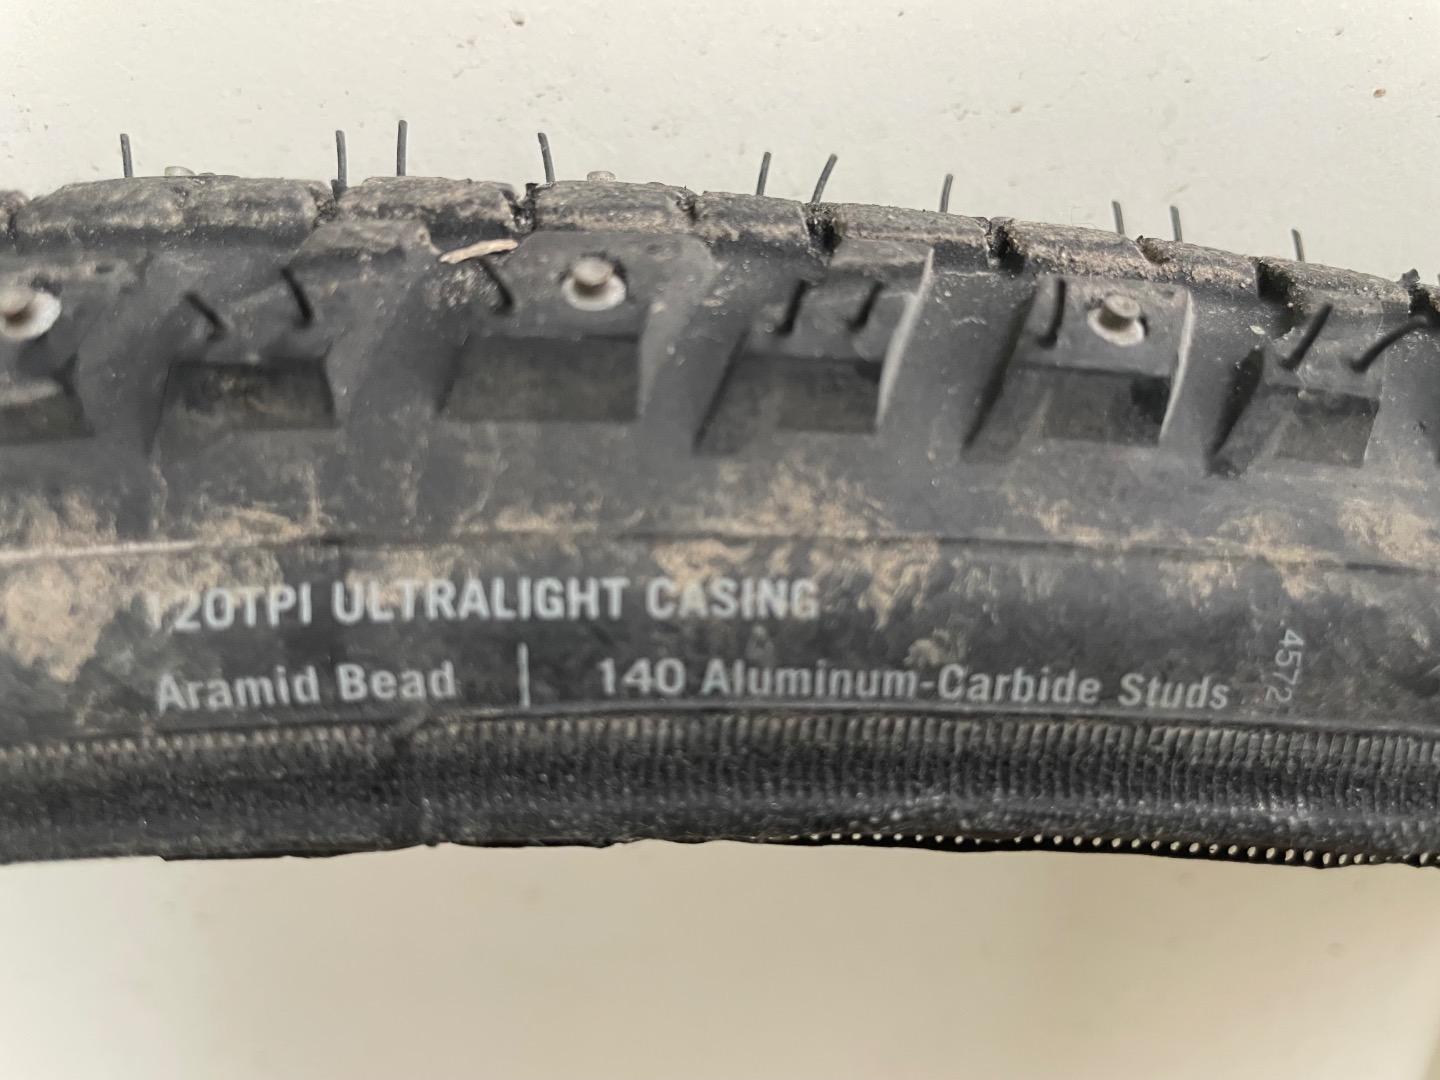 120TPI ULTRALIGHT CASING
Aramid Bead | 140 Aluminum-Carbide Studs
4572